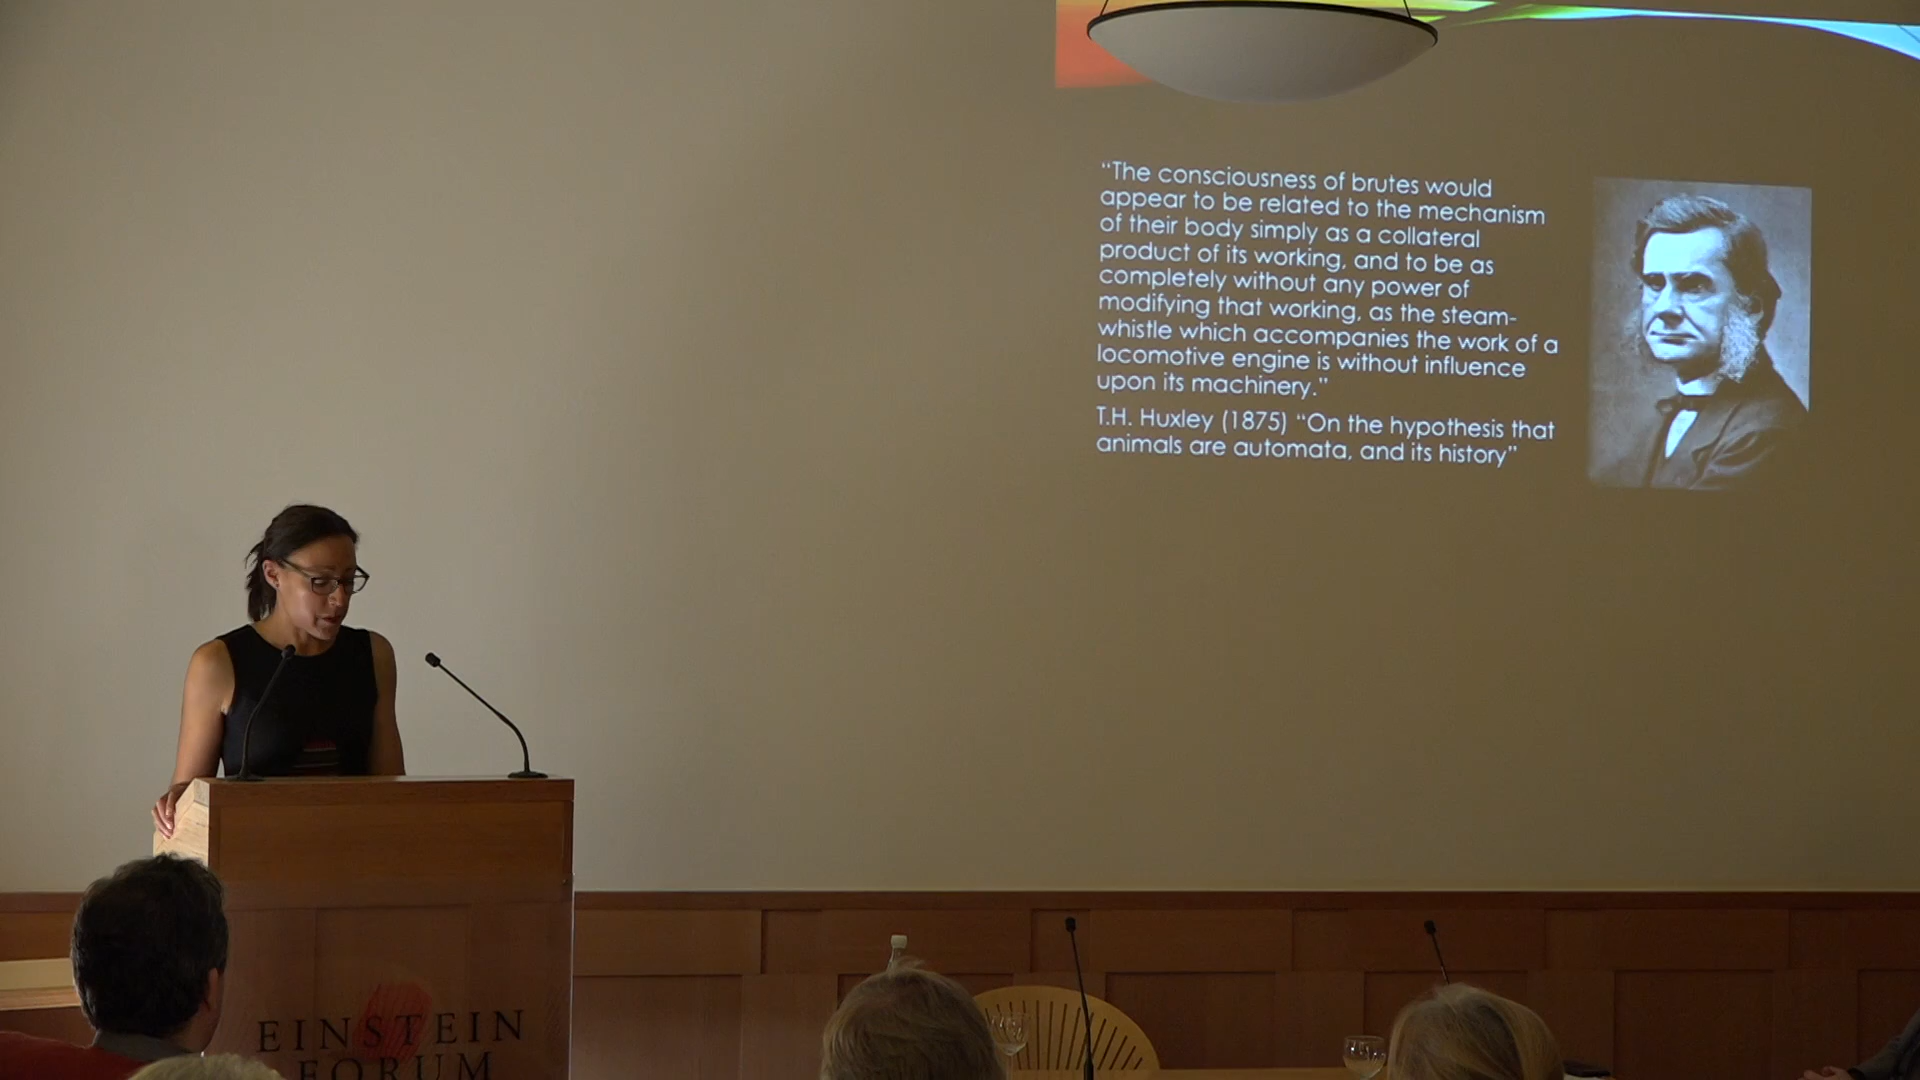 “The consciousness of brutes would
appear to be related to the mechanism
of their body simply as a collateral
product of its working, and to be as
completely without any power of
modifying that working, as the steam-
whistle which accompanies the work of a
locomotive engine is without influence
upon its machinery.”
T.H. Huxley (1875) “On the hypothesis that
animals are automata, and its history”
EINSTEIN
FORUM